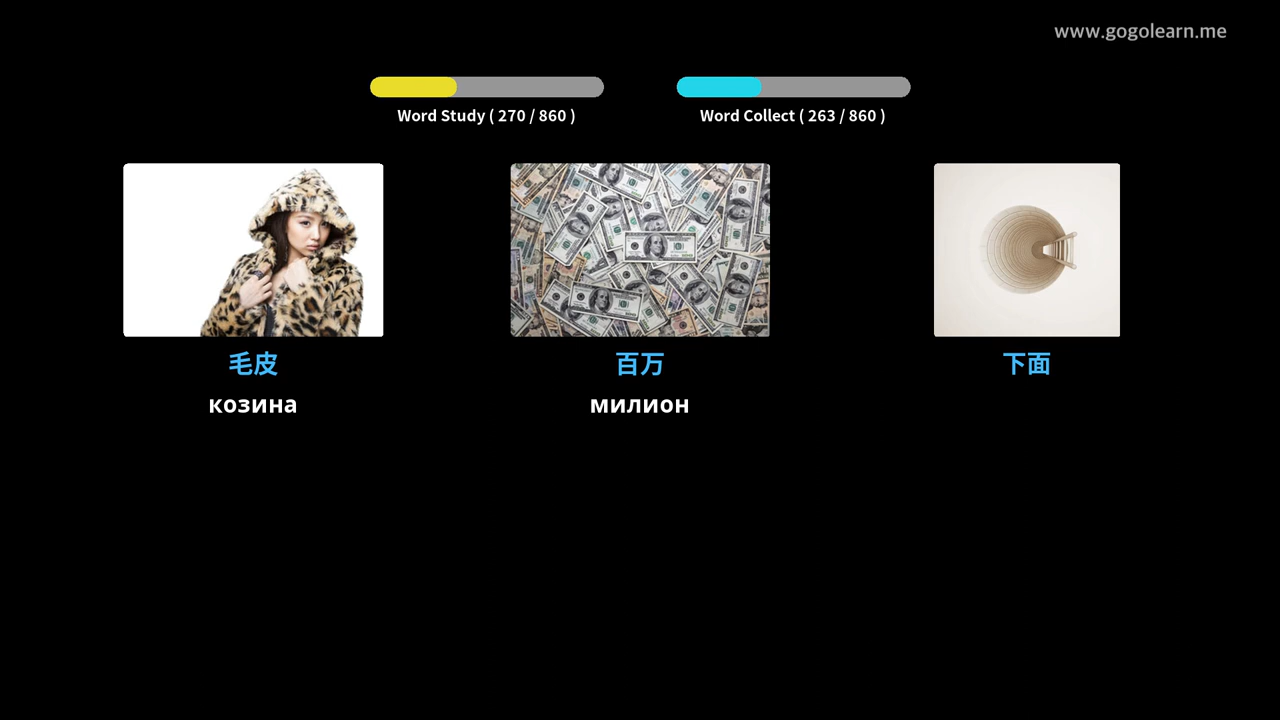 www.gogolearn.me
Word Study ( 270 / 860 )
Word Collect ( 263 / 860 )
毛皮
百万
下面
козина
милион